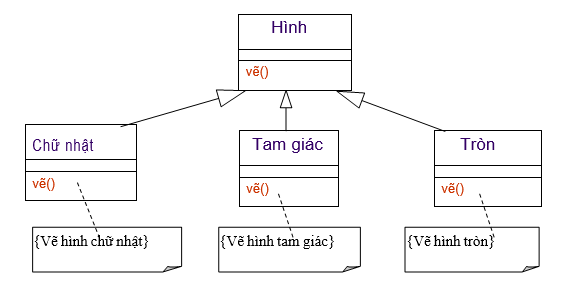 Hình
vẽ()
Chữ nhật
vẽ()
Tam giác
vẽ()
Tròn
vẽ()
{Vẽ hình chữ nhật}
{Vẽ hình tam giác}
{Vẽ hình tròn}